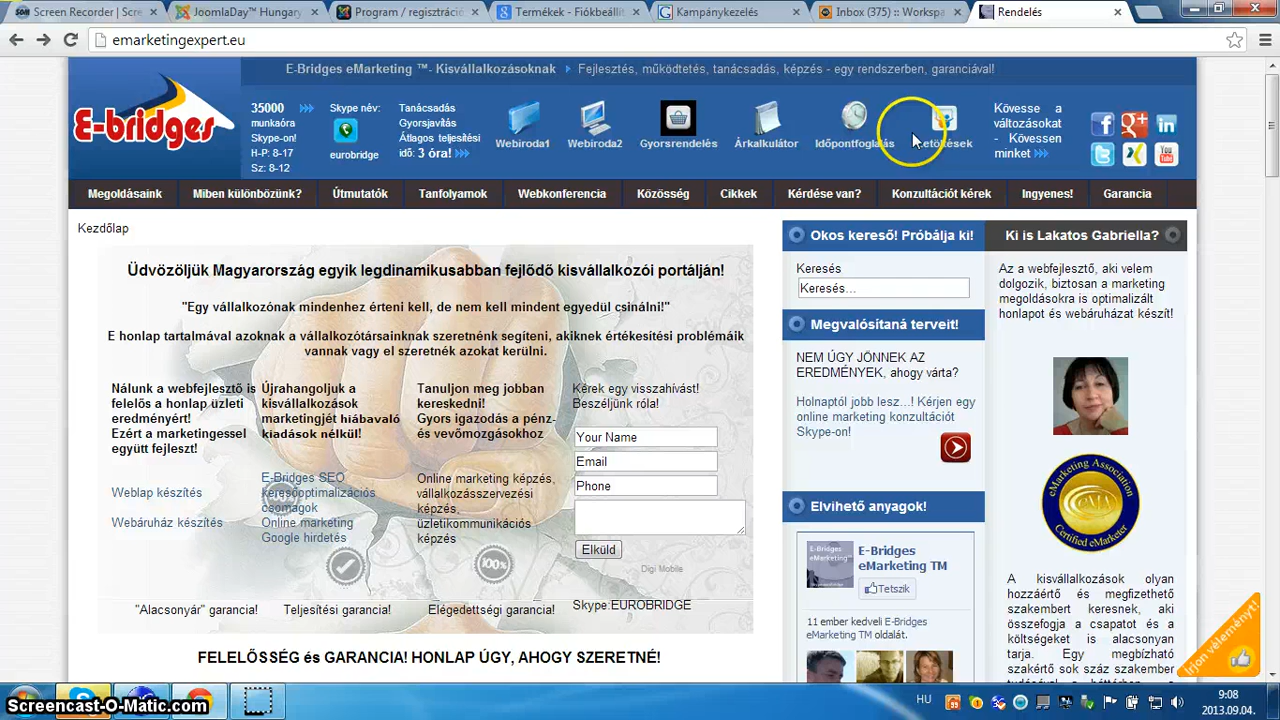 Screen Recorder | Scre
JoomlaDay™ Hungary
Program / regisztráció
Termékek - Fiókbeállít
Kampánykezelés
Inbox (375) :: Workspa
Rendelés
emarketingexpert.eu
E-Bridges eMarketing ™- Kisvállalkozásoknak
Fejlesztés, működtetés, tanácsadás, képzés - egy rendszerben, garanciával!
E-bridges
35000
munkaóra
Skype-on!
H-P: 8-17
Sz: 8-12
Skype név:
eurobridge
Tanácsadás
Gyorsjavítás
Átlagos teljesítési
idő: 3 óra!
Webiroda1
Webiroda2
Gyorsrendelés
Árkalkulátor
Időpontfoglalás
Letöltések
Kövesse a
változásokat
- Kövessen
minket
Megoldásaink
Miben különbözünk?
Útmutatók
Tanfolyamok
Webkonferencia
Közösség
Cikkek
Kérdése van?
Konzultációt kérek
Ingyenes!
Garancia
Kezdőlap
Üdvözöljük Magyarország egyik legdinamikusabban fejlődő kisvállalkozói portálján!
"Egy vállalkozónak mindenhez érteni kell, de nem kell mindent egyedül csinálni!"
E honlap tartalmával azoknak a vállalkozótársainknak szeretnénk segíteni, akiknek értékesítési problémáik
vannak vagy el szeretnék azokat kerülni.
Nálunk a webfejlesztő is
felelős a honlap üzleti
eredményért!
Ezért a marketingessel
együtt fejleszt!
Weblap készítés
Webáruház készítés
Újrahangoljuk a
kisvállalkozások
marketingjét hiábavaló
kiadások nélkül!
E-Bridges SEO
keresőoptimalizációs
csomagok
Online marketing
Google hirdetés
Tanuljon meg jobban
kereskedni!
Gyors igazodás a pénz-
és vevőmozgásokhoz
Online marketing képzés,
vállalkozásszervezési
képzés,
üzletikommunikációs
képzés
Kérek egy visszahívást!
Beszéljünk róla!
Your Name
Email
Phone
Elküld
Digi Mobile
Skype:EUROBRIDGE
100%
"Alacsonyár" garancia!
Teljesítési garancia!
Elégedettségi garancia!
FELELŐSSÉG és GARANCIA! HONLAP ÚGY, AHOGY SZERETNÉ!
Okos kereső! Próbálja ki!
Keresés
Keresés...
Megvalósítaná terveit!
NEM ÚGY JÖNNEK AZ
EREDMÉNYEK, ahogy várta?
Holnaptól jobb lesz...! Kérjen egy
online marketing konzultációt
Skype-on!
Elvihető anyagok!
E-Bridges
eMarketing TM
Tetszik
11 ember kedveli E-Bridges
eMarketing TM oldalát.
Ki is Lakatos Gabriella?
Az a webfejlesztő, aki velem
dolgozik, biztosan a marketing
megoldásokra is optimalizált
honlapot és webáruházat készít!
eMarketing Association
eMA
Certified eMarketer
A kisvállalkozások olyan
hozzáértő és megfizethető
szakembert keresnek, aki
összefogja a csapatot és a
költségeket is alacsonyan
tarja. Egy megbízható
szakértő sok száz szakember
Írjon véleményt!
Screencast-O-Matic.com
HU
9:08
2013.09.04.